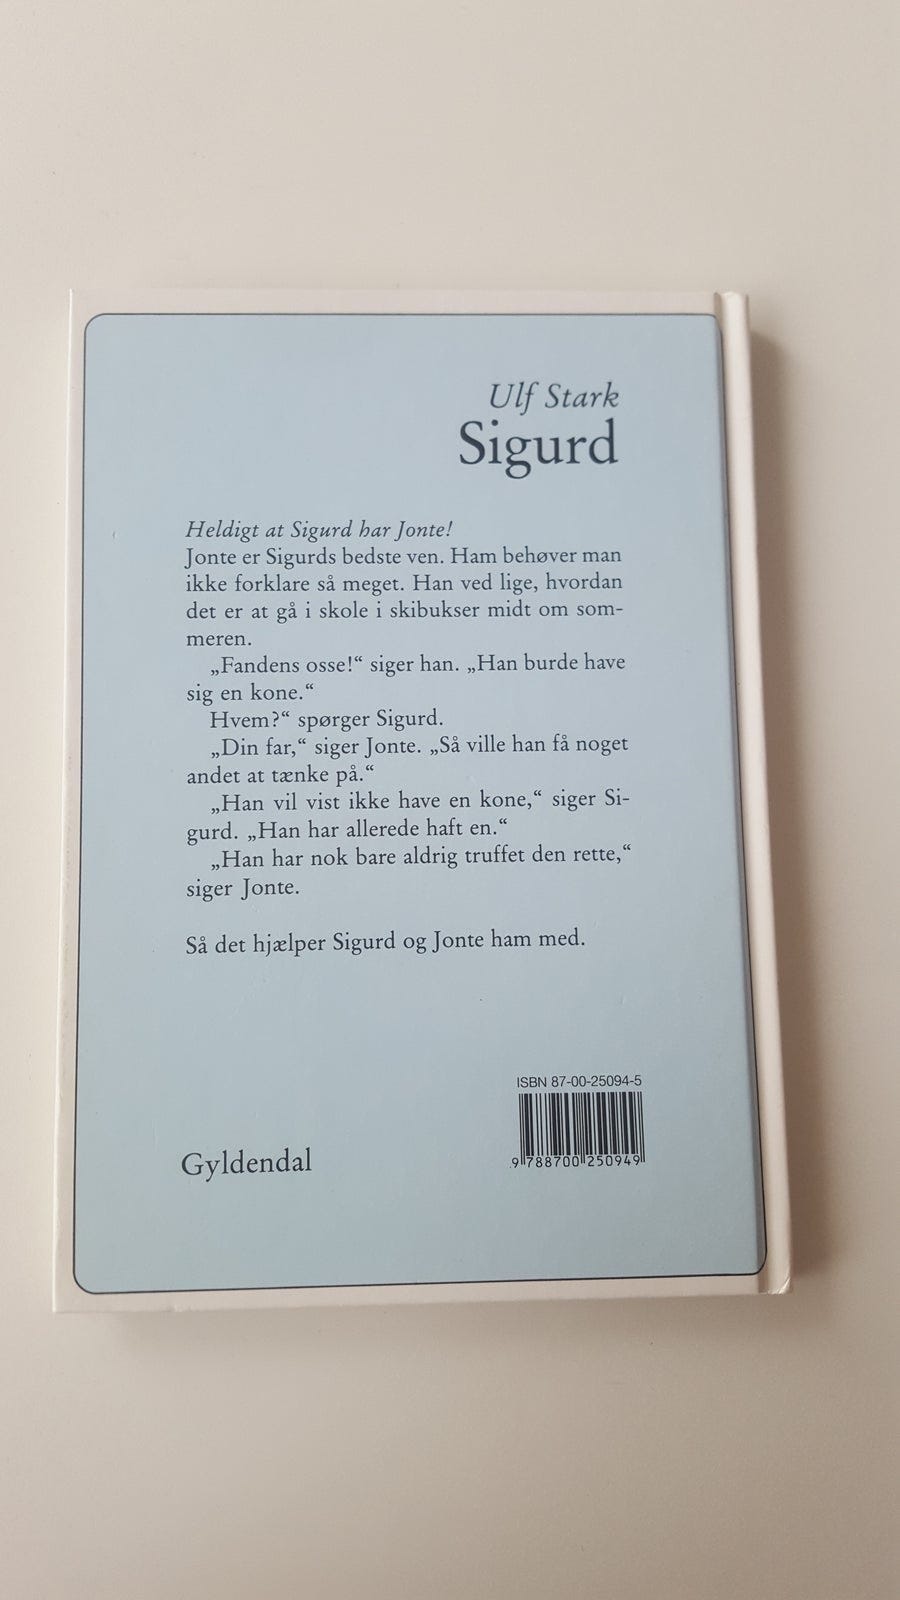 Ulf Stark
Sigurd
Heldigt at Sigurd har Jonte!
Jonte er Sigurds bedste ven. Ham behøver man
ikke forklare så meget. Han ved lige, hvordan
det er at gå i skole i skibukser midt om som-
meren.
„Fandens osse!“ siger han. „Han burde have
sig en kone.“
Hvem?“ spørger Sigurd.
„Din far,“ siger Jonte. „Så ville han få noget
andet at tænke på.“
„Han vil vist ikke have en kone,“ siger Si-
gurd. „Han har allerede haft en.“
„Han har nok bare aldrig truffet den rette,“
siger Jonte.
Så det hjælper Sigurd og Jonte ham med.
ISBN 87-00-25094-5
9 788700 250949
Gyldendal